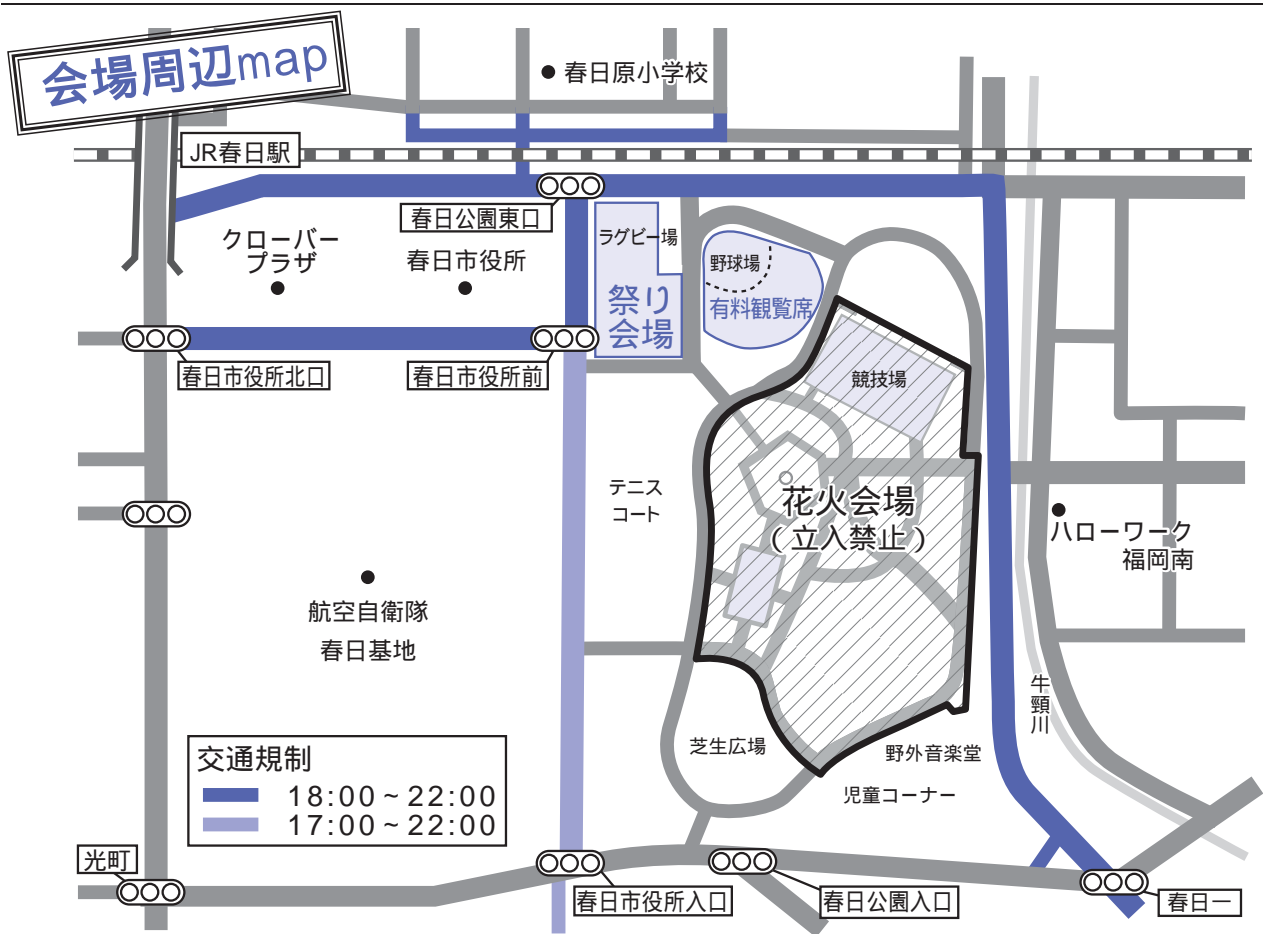 会場周辺map
春日原小学校
JR春日駅
春日公園東口
クローバー
プラザ
春日市役所
ラグビー場
祭り
会場
野球場
有料観覧席
春日市役所北口
春日市役所前
競技場
テニス
コート
花火会場
（立入禁止）
ハローワーク
福岡南
航空自衛隊
春日基地
牛頸川
芝生広場
野外音楽堂
児童コーナー
交通規制
18:00~22:00
17:00~22:00
光町
春日市役所入口
春日公園入口
春日一